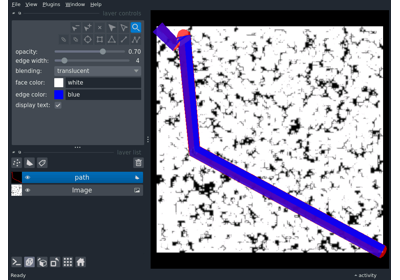 File View Plugins Window Help
layer controls
opacity: 0.70
edge width: 4
blending: translucent
face color: white
edge color: blue
display text:
layer list
path
Image
Ready
activity